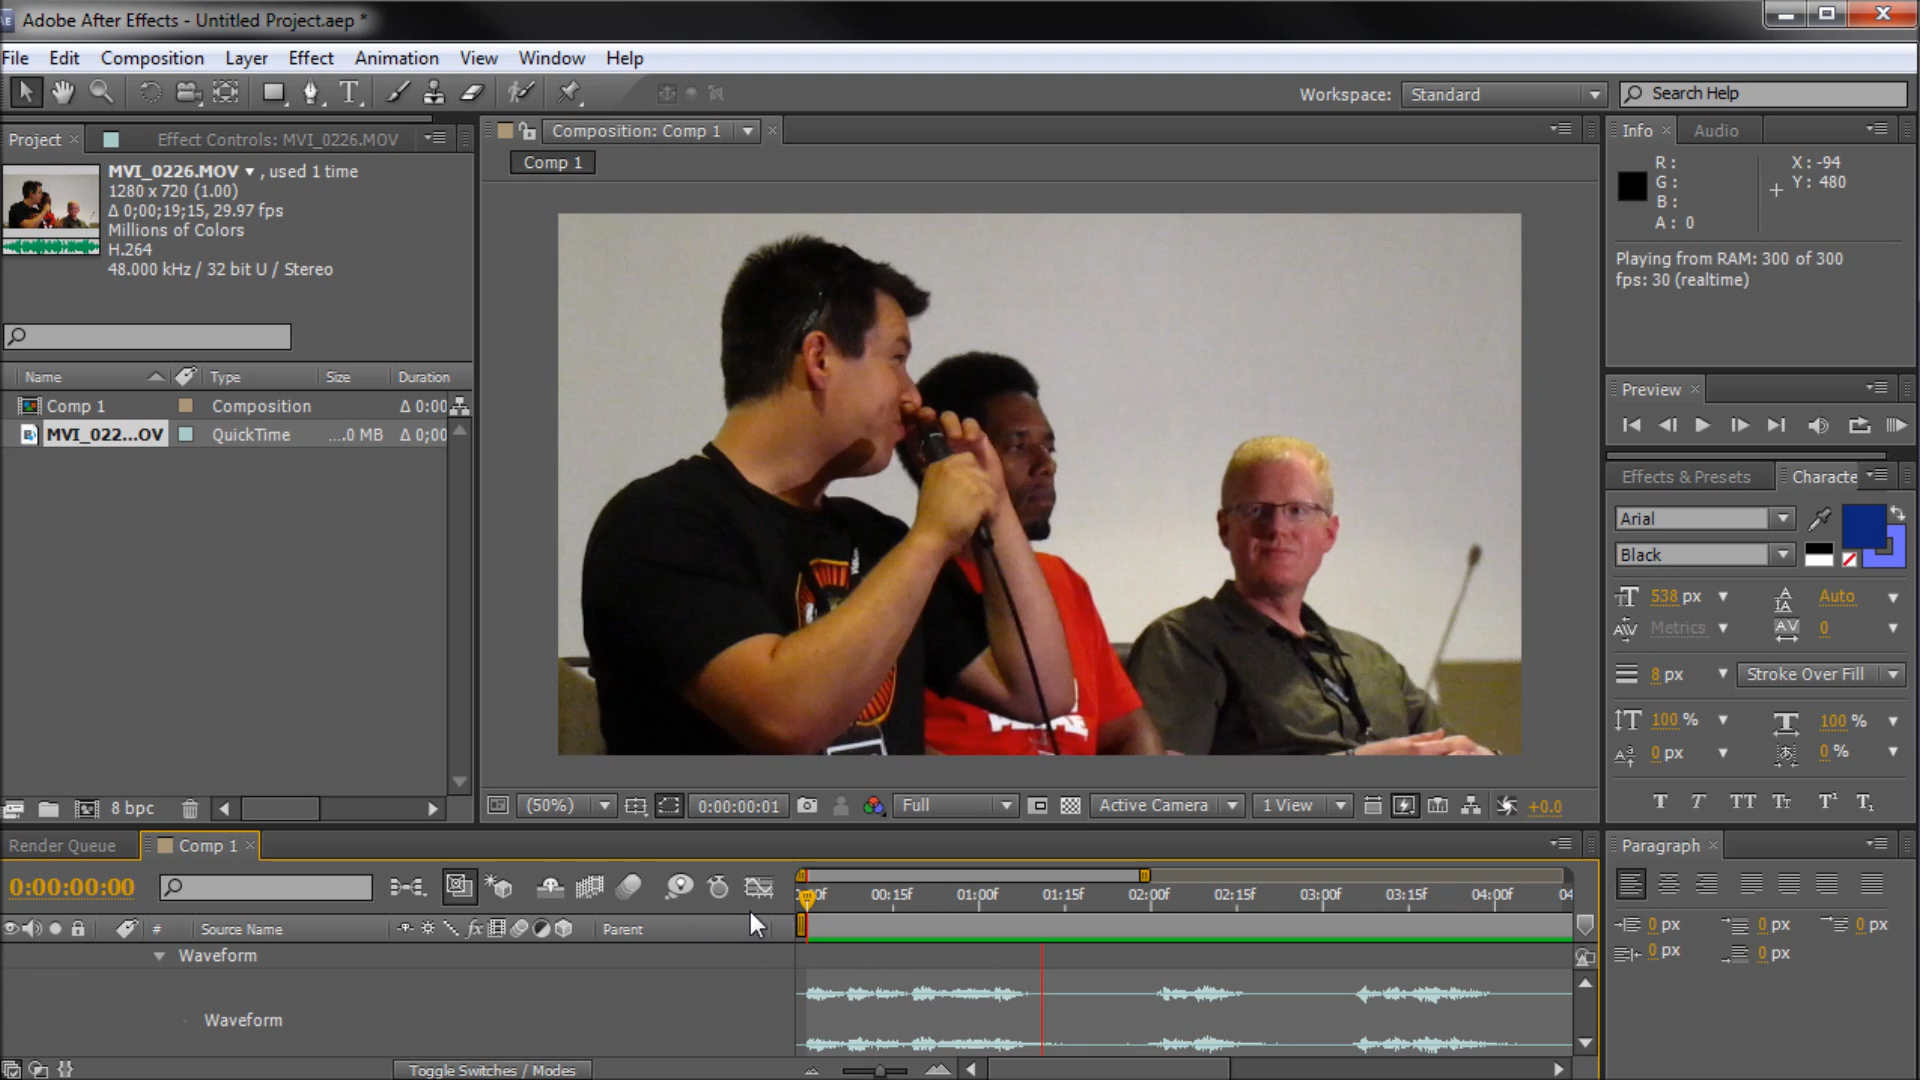 Adobe After Effects - Untitled Project.aep *
File Edit Composition Layer Effect Animation View Window Help
Workspace: Standard Search Help
Project Effect Controls: MVI_0226.MOV
MVI_0226.MOV ▼ , used 1 time
1280 x 720 (1.00)
Δ 0;00;19;15, 29.97 fps
Millions of Colors
H.264
48.000 kHz / 32 bit U / Stereo
Name Type Size Duration
Comp 1 Composition Δ 0:00
MVI_022...OV QuickTime ....0 MB Δ 0;00
8 bpc
Composition: Comp 1
Comp 1
(50%) 0:00:00:01 Full Active Camera 1 View +0.0
Info Audio
R:
G:
B:
A: 0
X: -94
Y: 480
Playing from RAM: 300 of 300
fps: 30 (realtime)
Preview
Effects & Presets Characte
Arial
Black
538 px Auto
Metrics 0
8 px Stroke Over Fill
100 % 100 %
0 px 0 %
T T TT Tt T¹ T₁
Render Queue Comp 1
0:00:00:00
00f 00:15f 01:00f 01:15f 02:00f 02:15f 03:00f 03:15f 04:00f 04
# Source Name fx Parent
Waveform
Waveform
Toggle Switches / Modes
Paragraph
0 px 0 px 0 px
0 px 0 px